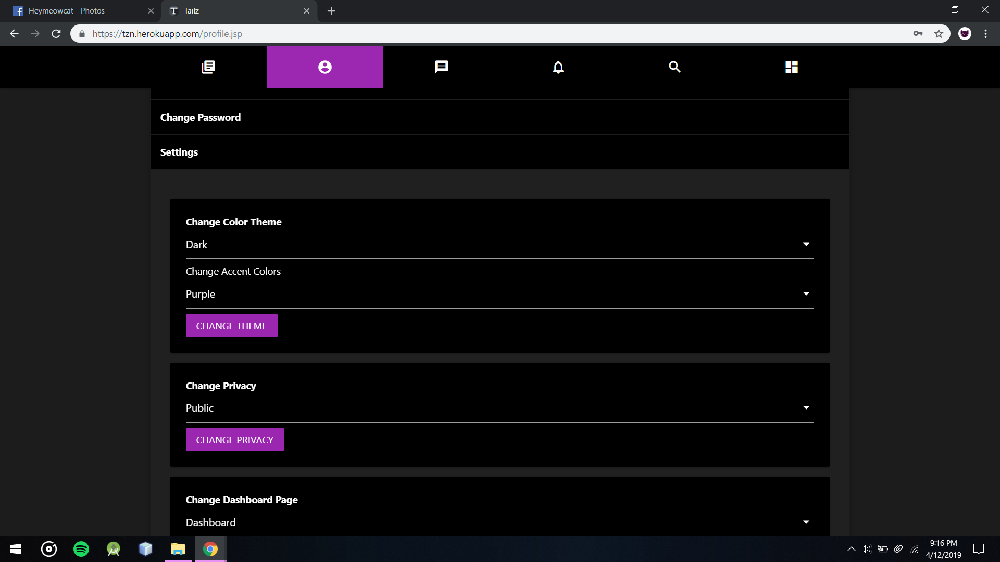 Heymeowcat - Photos
Tailz
https://tzn.herokuapp.com/profile.jsp
Change Password
Settings
Change Color Theme
Dark
Change Accent Colors
Purple
CHANGE THEME
Change Privacy
Public
CHANGE PRIVACY
Change Dashboard Page
Dashboard
9:16 PM
4/12/2019